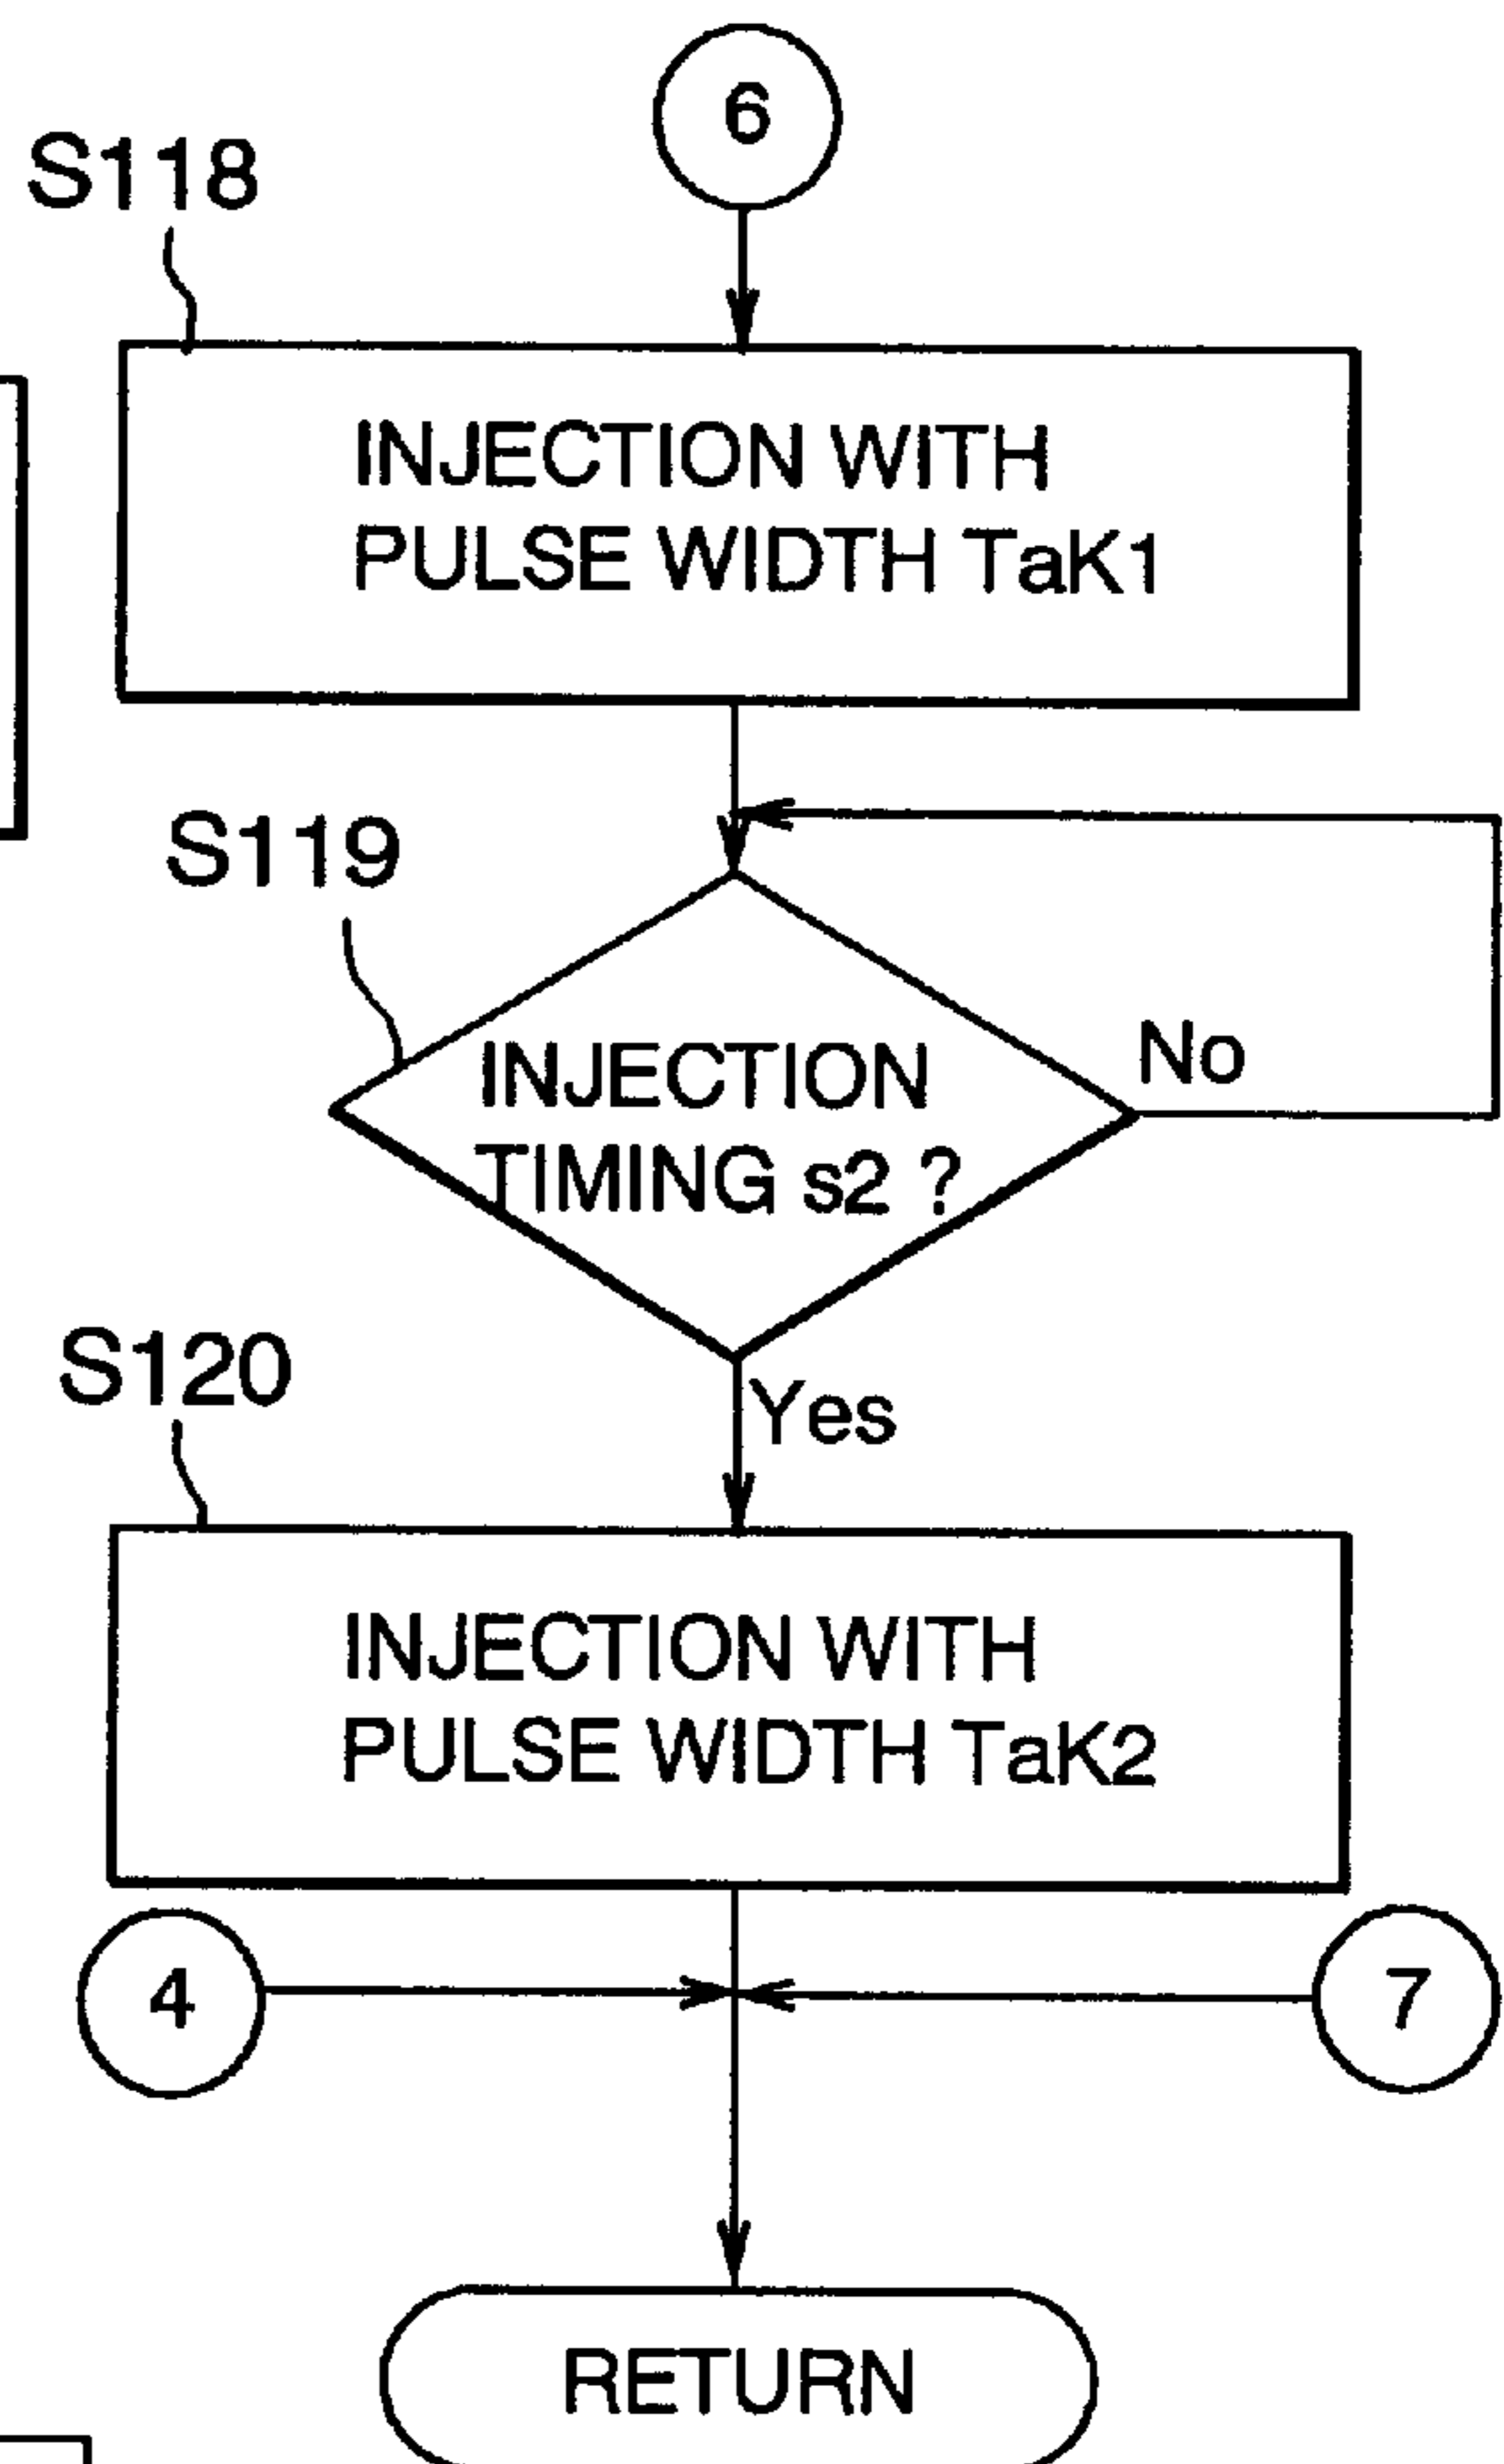 6
S118
INJECTION WITH
PULSE WIDTH TaK1
S119
INJECTION
TIMING s2 ?
No
Yes
S120
INJECTION WITH
PULSE WIDTH TaK2
4
7
RETURN